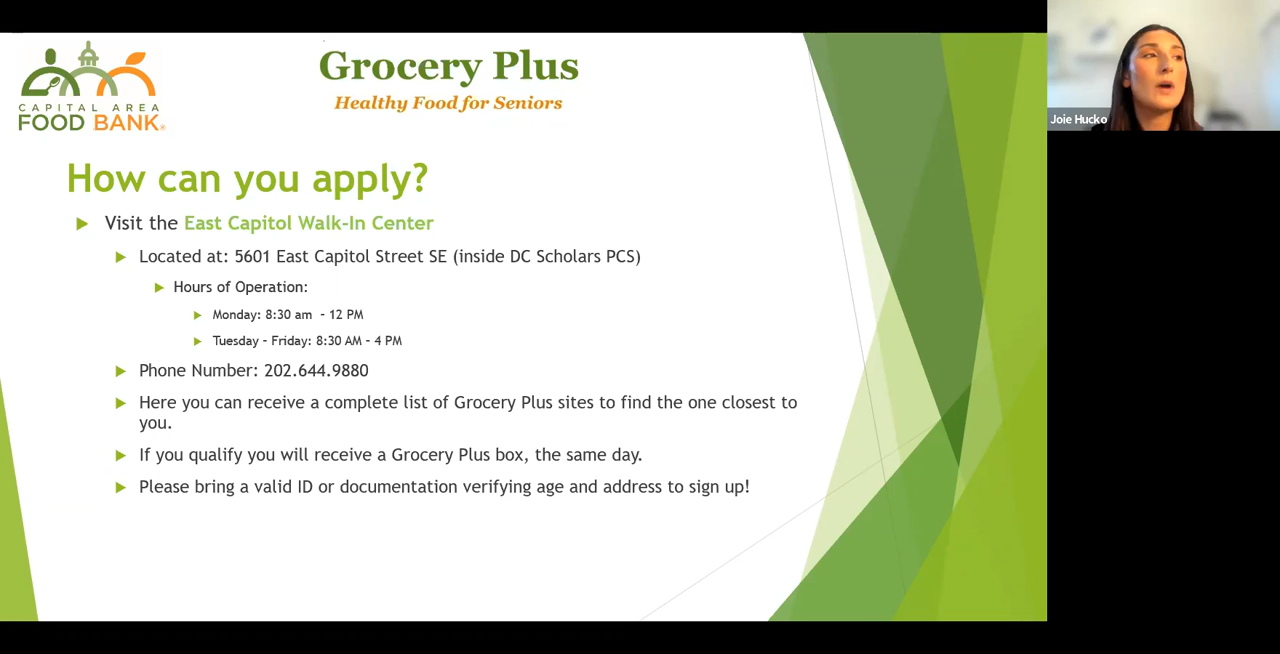 CAPITAL AREA
FOOD BANK
Grocery Plus
Healthy Food for Seniors
Joie Hucko
How can you apply?
Visit the East Capitol Walk-In Center
Located at: 5601 East Capitol Street SE (inside DC Scholars PCS)
Hours of Operation:
Monday: 8:30 am – 12 PM
Tuesday – Friday: 8:30 AM – 4 PM
Phone Number: 202.644.9880
Here you can receive a complete list of Grocery Plus sites to find the one closest to
you.
If you qualify you will receive a Grocery Plus box, the same day.
Please bring a valid ID or documentation verifying age and address to sign up!